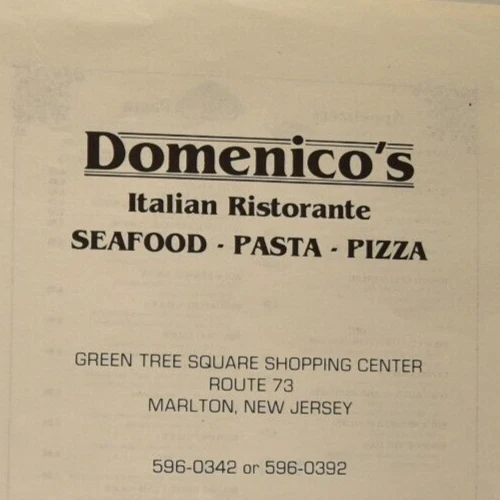 Domenico's
Italian Ristorante
SEAFOOD - PASTA - PIZZA
GREEN TREE SQUARE SHOPPING CENTER
ROUTE 73
MARLTON, NEW JERSEY
596-0342 or 596-0392